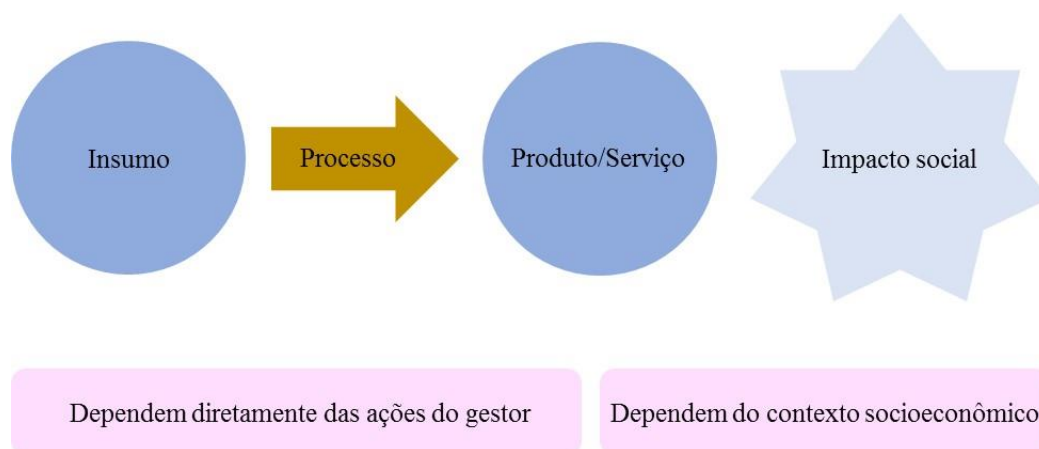 Insumo
Processo
Produto/Serviço
Impacto social
Dependem diretamente das ações do gestor
Dependem do contexto socioeconômico